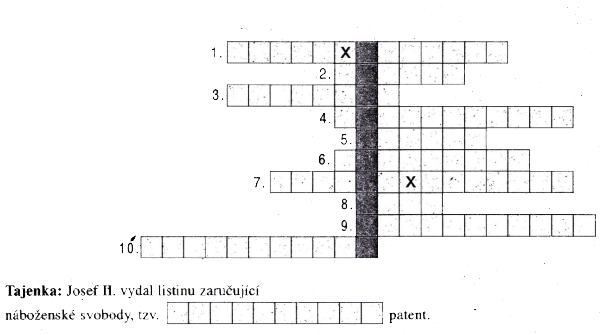 1. X
2.
3.
4.
5.
6.
7. X
8.
9.
10.
Tajenka: Josef II. vydal listinu zaručující
náboženské svobody, tzv. patent.